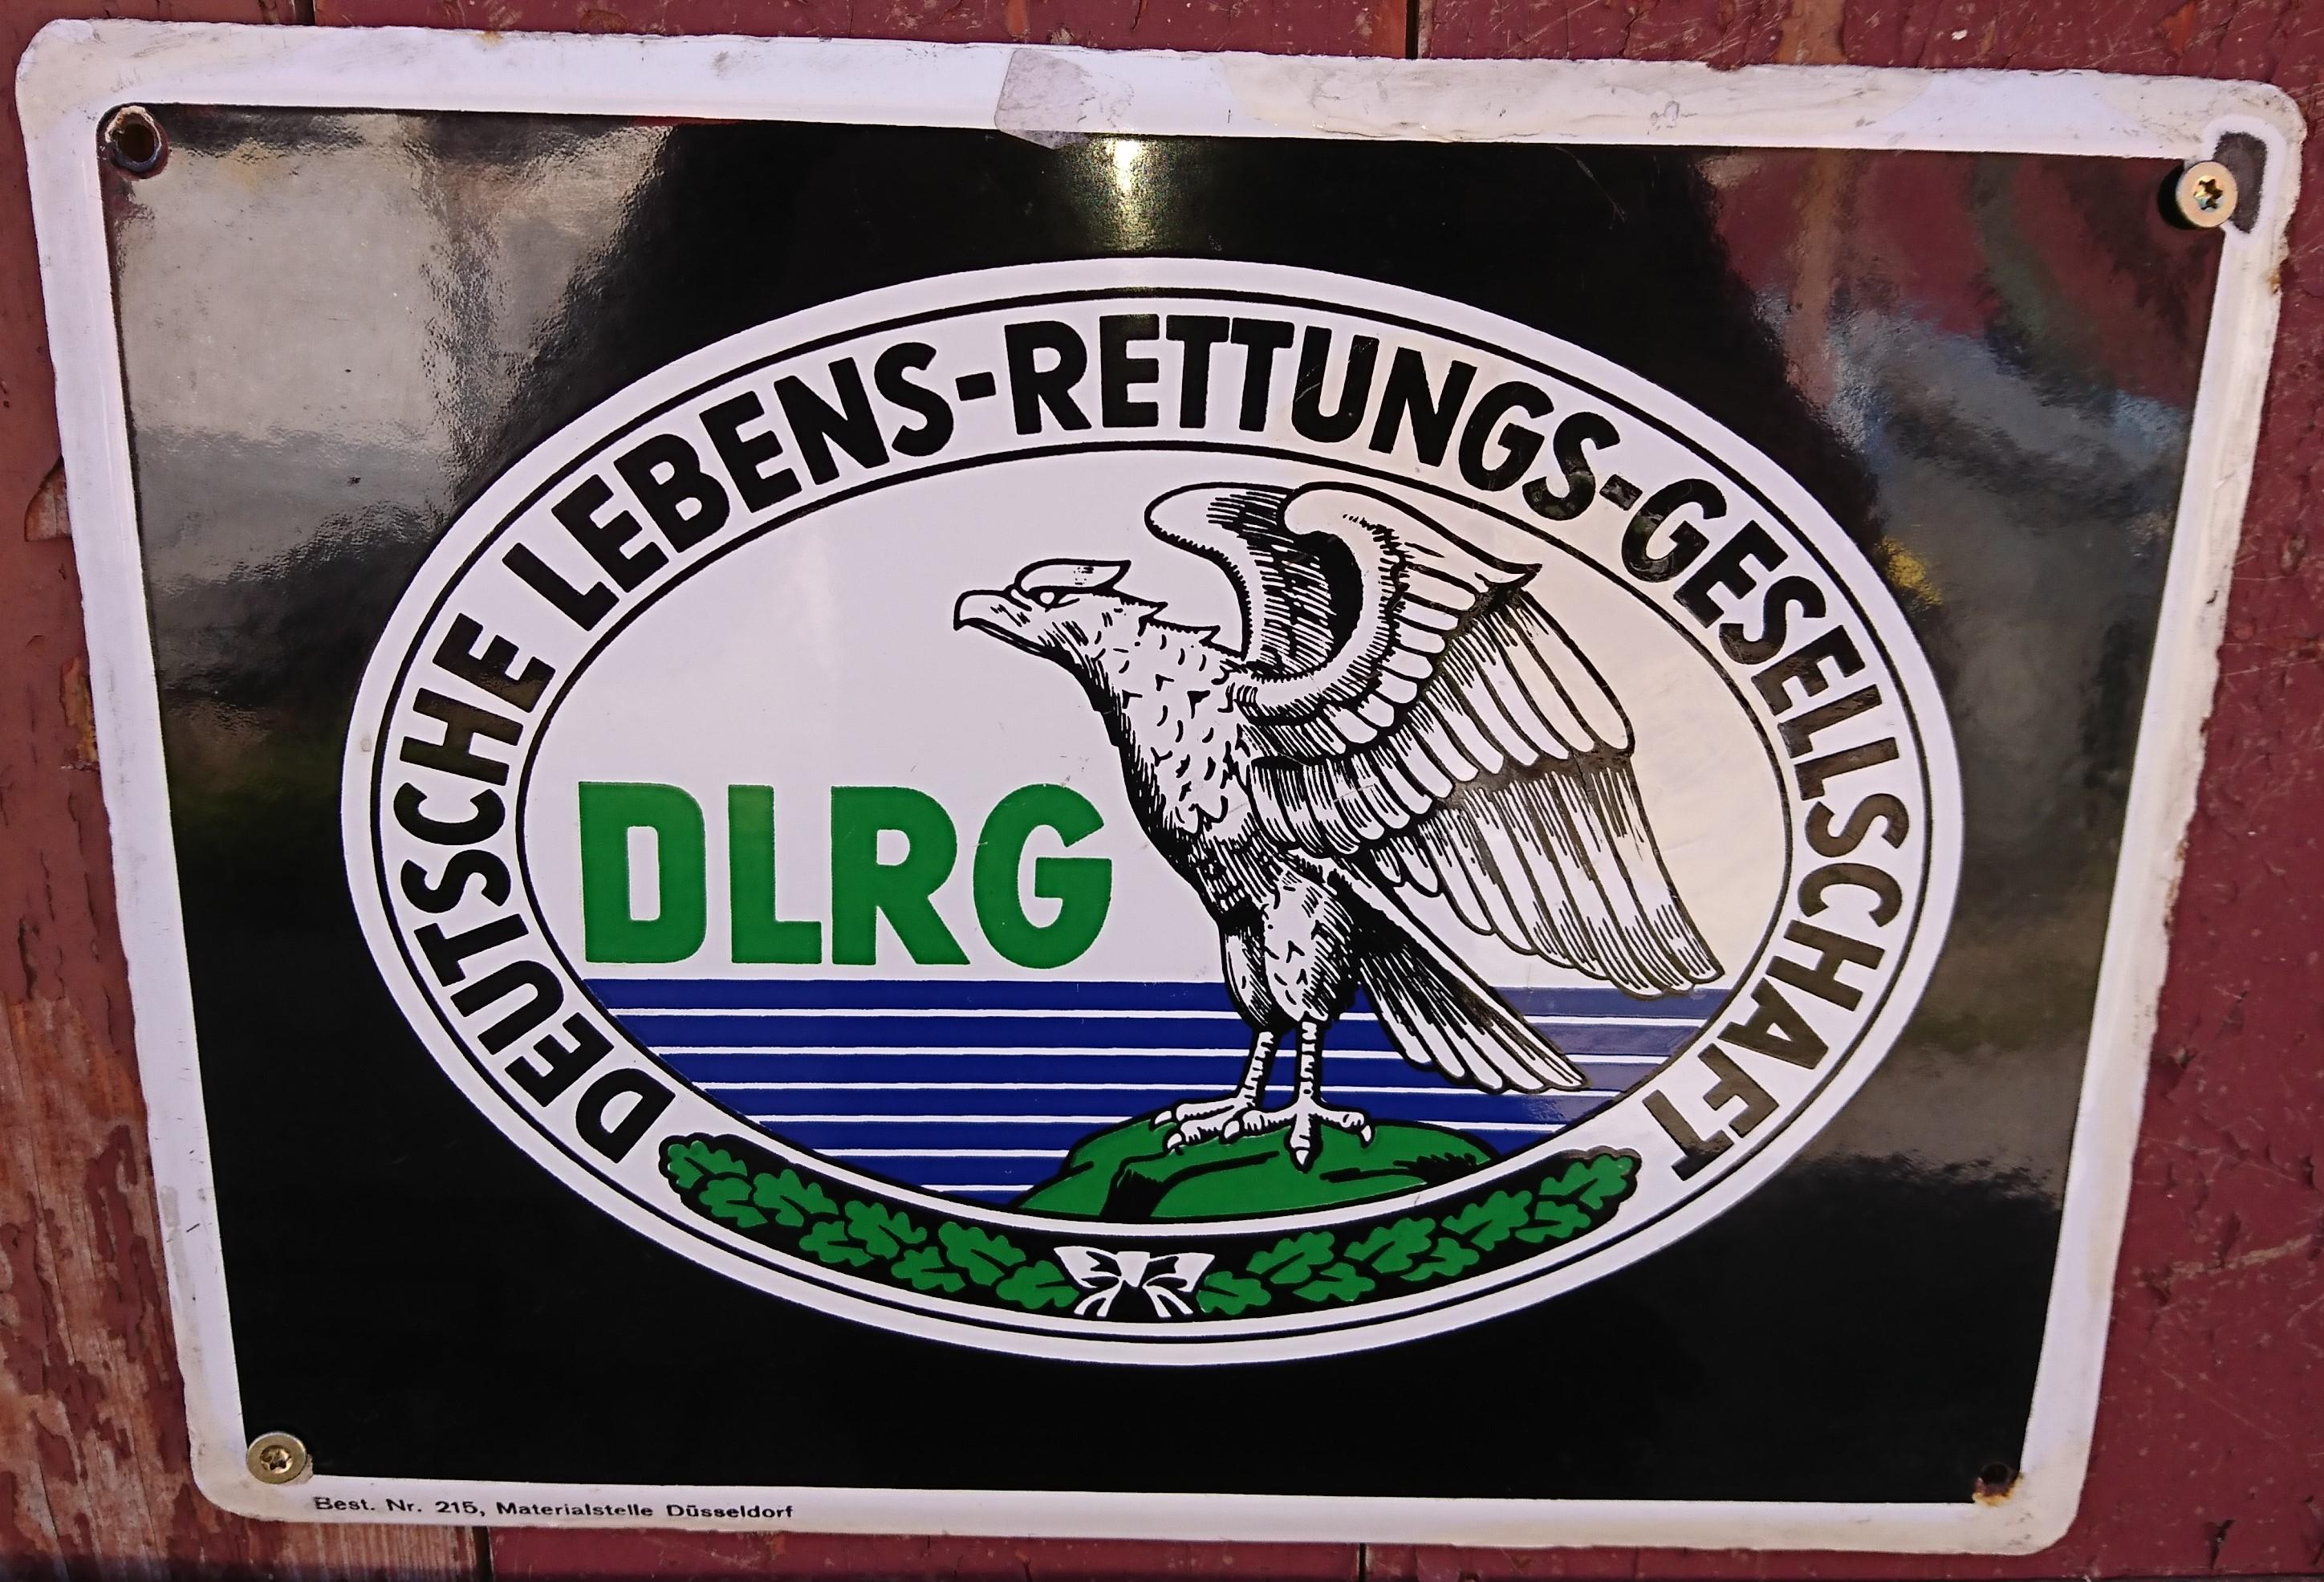 DEUTSCHE LEBENS-RETTUNGS-GESELLSCHAFT
DLRG
Best. Nr. 215, Materialstelle Düsseldorf